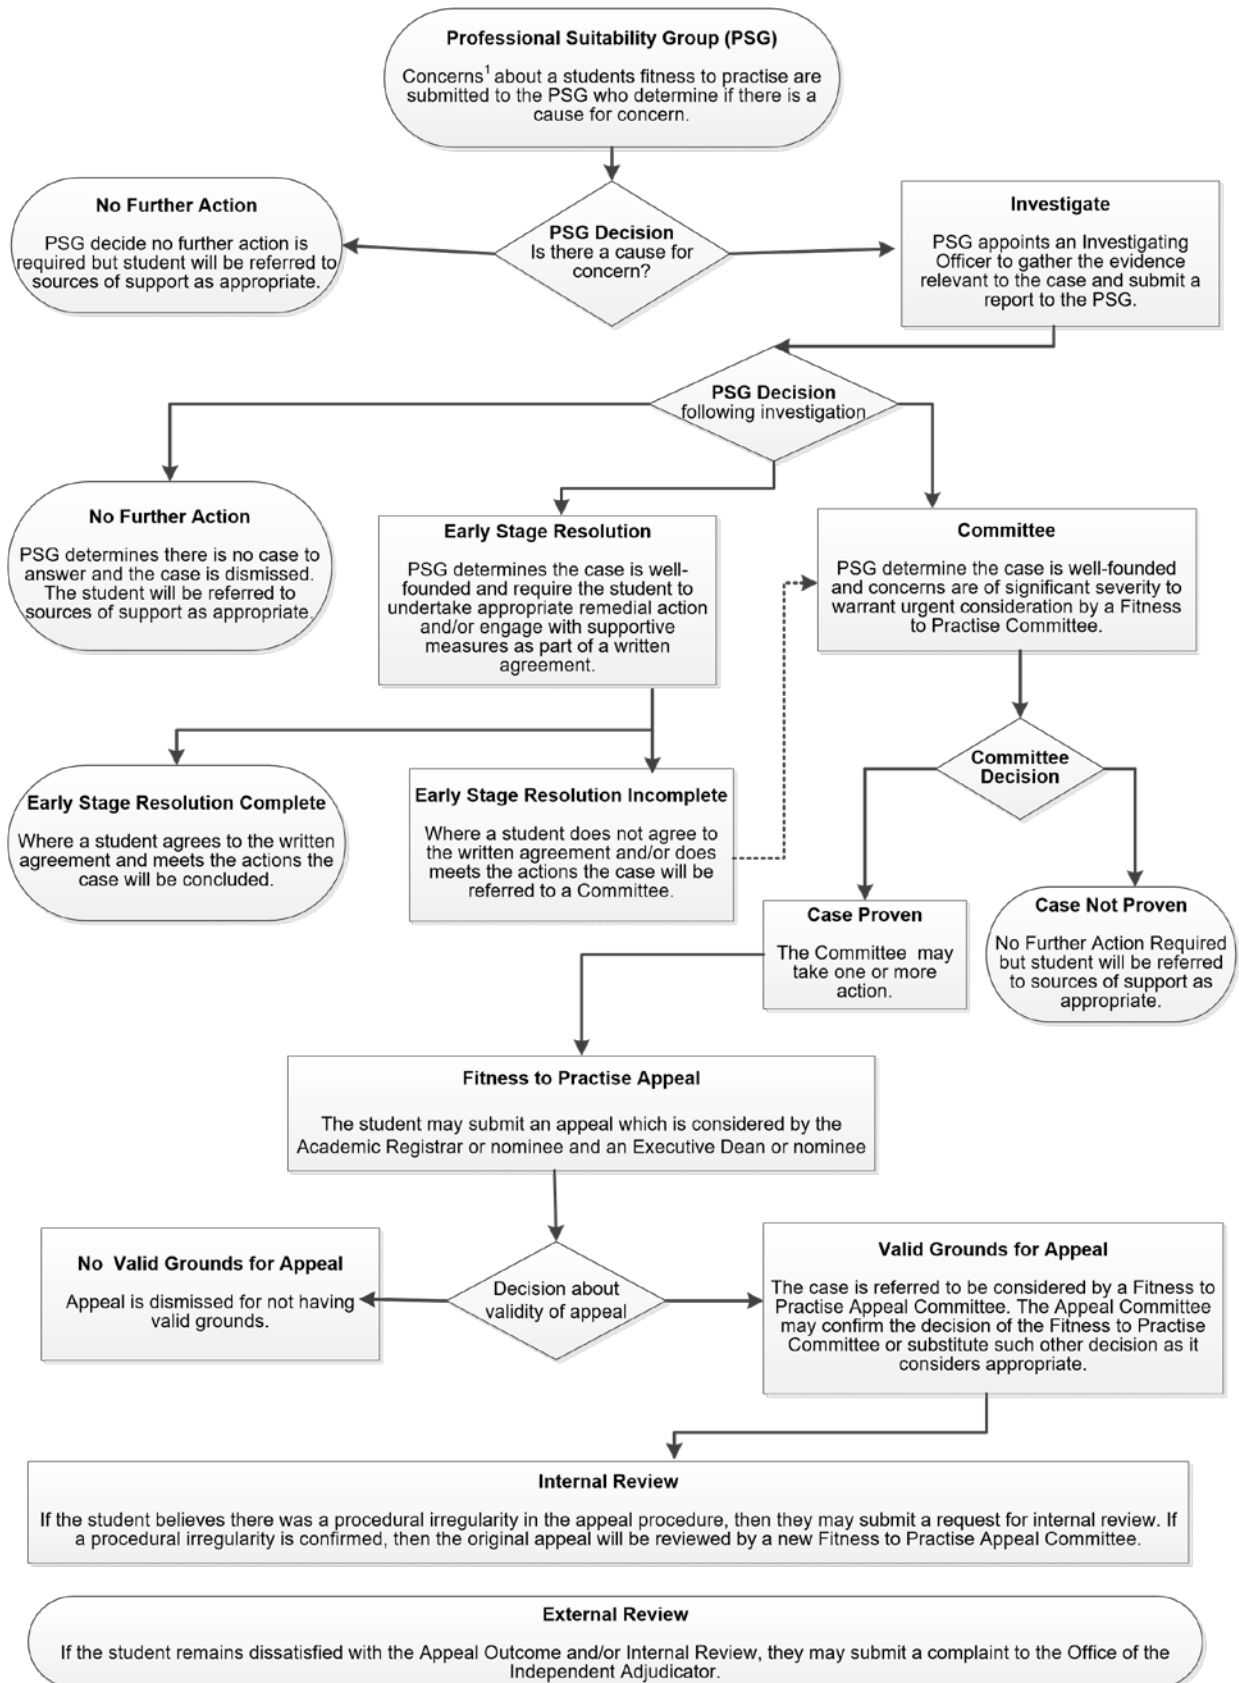 Professional Suitability Group (PSG)
Concerns¹ about a students fitness to practise are
submitted to the PSG who determine if there is a
cause for concern.
No Further Action
PSG decide no further action is
required but student will be referred to
sources of support as appropriate.
PSG Decision
Is there a cause for
concern?
Investigate
PSG appoints an Investigating
Officer to gather the evidence
relevant to the case and submit a
report to the PSG.
PSG Decision
following investigation
No Further Action
PSG determines there is no case to
answer and the case is dismissed.
The student will be referred to
sources of support as appropriate.
Early Stage Resolution
PSG determines the case is well-
founded and require the student to
undertake appropriate remedial action
and/or engage with supportive
measures as part of a written
agreement.
Committee
PSG determine the case is well-founded
and concerns are of significant severity to
warrant urgent consideration by a Fitness
to Practise Committee.
Early Stage Resolution Complete
Where a student agrees to the written
agreement and meets the actions the
case will be concluded.
Early Stage Resolution Incomplete
Where a student does not agree to
the written agreement and/or does
meets the actions the case will be
referred to a Committee.
Committee
Decision
Case Proven
The Committee may
take one or more
action.
Case Not Proven
No Further Action Required
but student will be referred
to sources of support as
appropriate.
Fitness to Practise Appeal
The student may submit an appeal which is considered by the
Academic Registrar or nominee and an Executive Dean or nominee
No Valid Grounds for Appeal
Appeal is dismissed for not having
valid grounds.
Decision about
validity of appeal
Valid Grounds for Appeal
The case is referred to be considered by a Fitness to
Practise Appeal Committee. The Appeal Committee
may confirm the decision of the Fitness to Practise
Committee or substitute such other decision as it
considers appropriate.
Internal Review
If the student believes there was a procedural irregularity in the appeal procedure, then they may submit a request for internal review. If
a procedural irregularity is confirmed, then the original appeal will be reviewed by a new Fitness to Practise Appeal Committee.
External Review
If the student remains dissatisfied with the Appeal Outcome and/or Internal Review, they may submit a complaint to the Office of the
Independent Adjudicator.